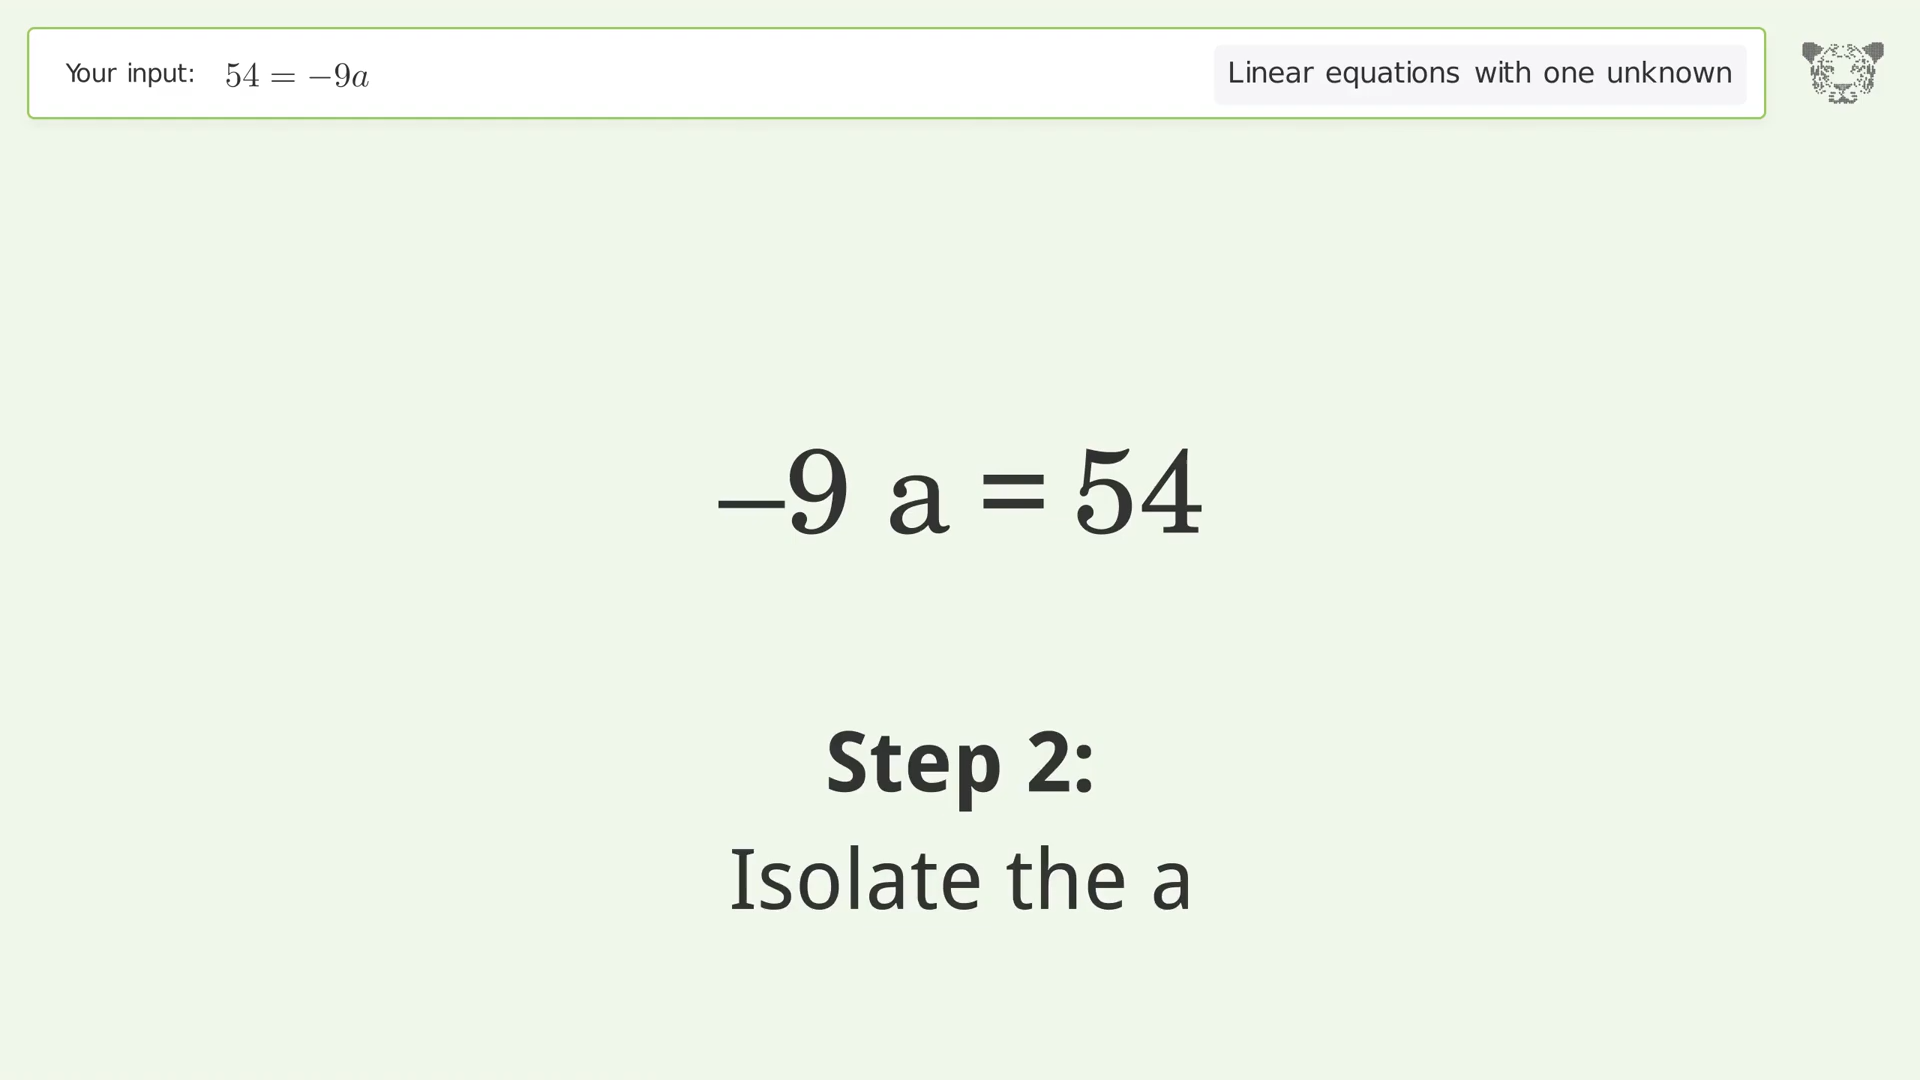 Your input: 54 = −9a
Linear equations with one unknown
–9 a = 54
Step 2:
Isolate the a